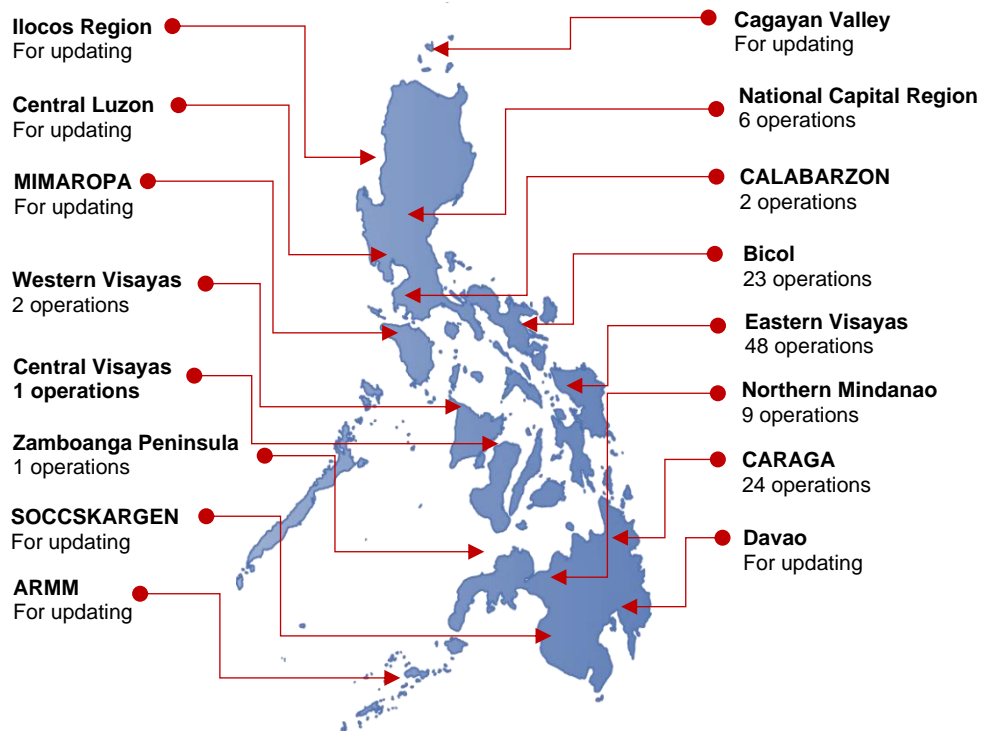 Ilocos Region
For updating
Central Luzon
For updating
MIMAROPA
For updating
Western Visayas
2 operations
Central Visayas
1 operations
Zamboanga Peninsula
1 operations
SOCCSKARGEN
For updating
ARMM
For updating
Cagayan Valley
For updating
National Capital Region
6 operations
CALABARZON
2 operations
Bicol
23 operations
Eastern Visayas
48 operations
Northern Mindanao
9 operations
CARAGA
24 operations
Davao
For updating